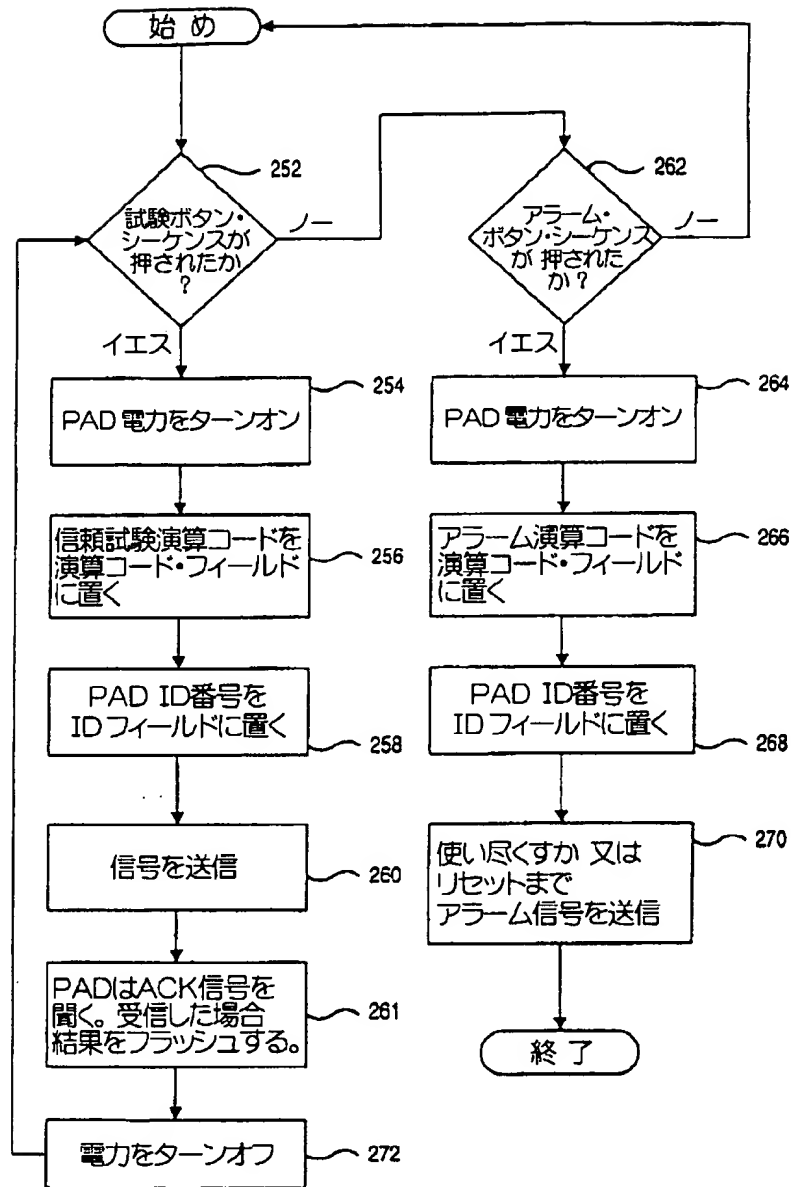 始め
252
試験ボタン・
シーケンスが
押されたか
?
ノー
イエス
254
PAD 電力をターンオン
信頼試験演算コードを
演算コード・フィールド
に置く
256
PAD ID番号を
IDフィールドに置く
258
信号を送信
260
PADはACK信号を
聞く。受信した場合
結果をフラッシュする。
261
電力をターンオフ
272
262
アラーム・
ボタン・シーケンス
が 押された
か?
ノー
イエス
264
PAD 電力をターンオン
アラーム演算コードを
演算コード・フィールド
に置く
266
PAD ID番号を
IDフィールドに置く
268
使い尽くすか 又は
リセットまで
アラーム信号を送信
270
終了